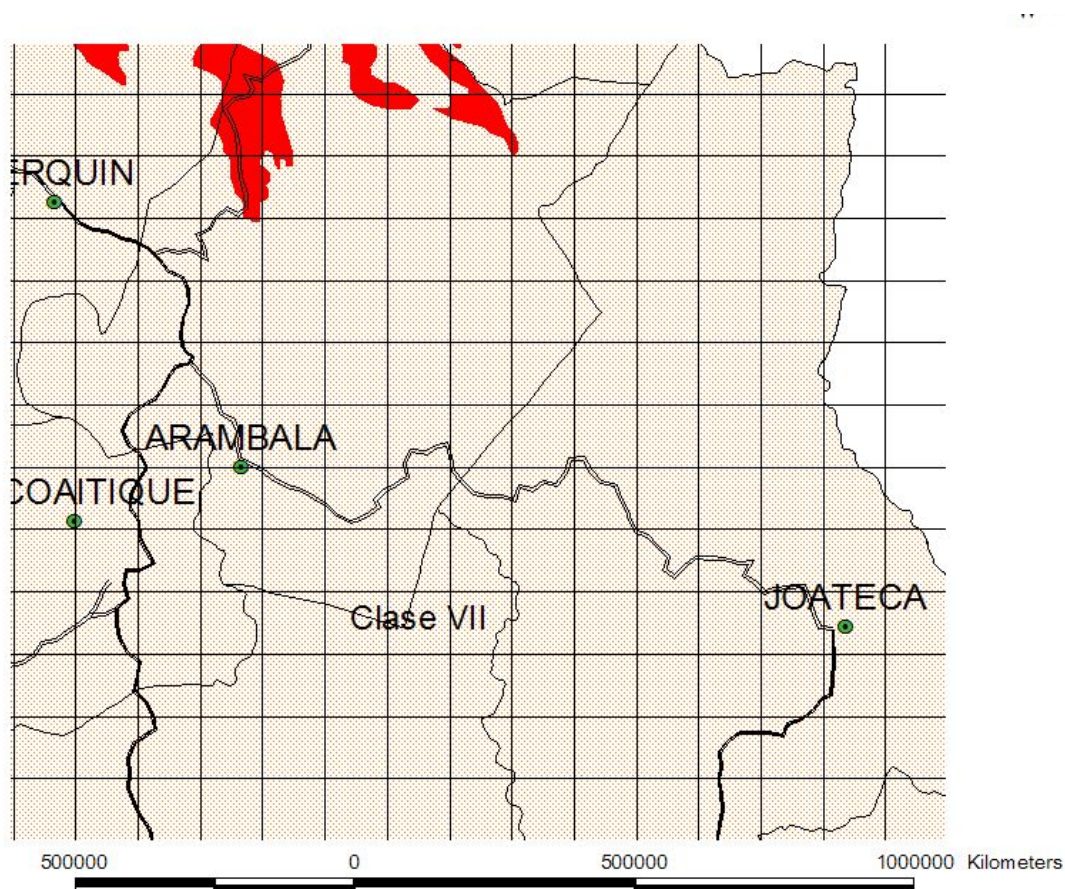 ERQUIN
ARAMBALA
COAITIQUE
JOATECA
Clase VII
500000 0 500000 1000000 Kilometers